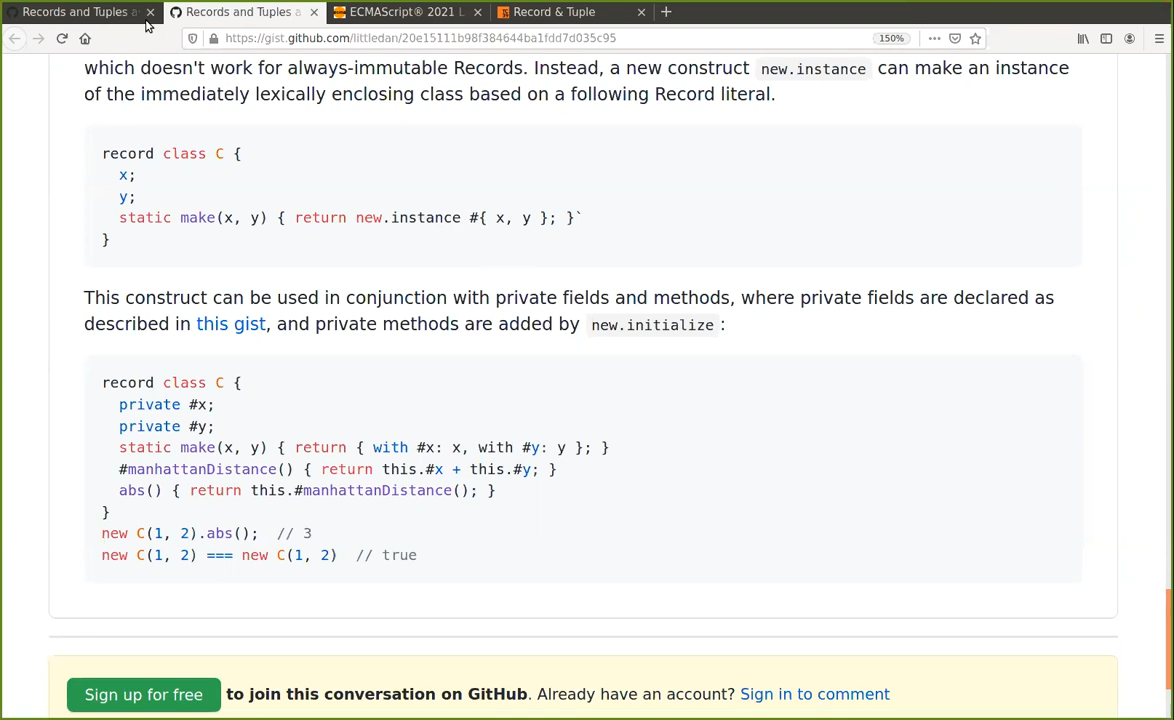 Records and Tuples a
Records and Tuples a
ECMAScript® 2021 L
Record & Tuple
https://gist.github.com/littledan/20e15111b98f384644ba1fdd7d035c95
150%
which doesn't work for always-immutable Records. Instead, a new construct new.instance can make an instance
of the immediately lexically enclosing class based on a following Record literal.
record class C {
x;
y;
static make(x, y) { return new.instance #{ x, y }; }`
}
This construct can be used in conjunction with private fields and methods, where private fields are declared as
described in this gist, and private methods are added by new.initialize:
record class C {
private #x;
private #y;
static make(x, y) { return { with #x: x, with #y: y }; }
#manhattanDistance() { return this.#x + this.#y; }
abs() { return this.#manhattanDistance(); }
}
new C(1, 2).abs(); // 3
new C(1, 2) === new C(1, 2) // true
Sign up for free to join this conversation on GitHub. Already have an account? Sign in to comment